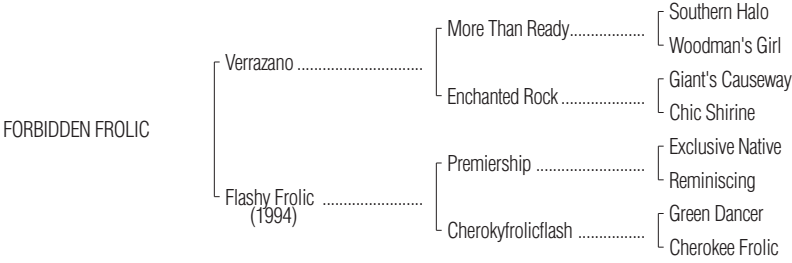 FORBIDDEN FROLIC
Verrazano ..............................
Flashy Frolic ........................
(1994)
More Than Ready..................
Enchanted Rock ....................
Premiership ..........................
Cherokyfrolicflash ................
Southern Halo
Woodman's Girl
Giant's Causeway
Chic Shirine
Exclusive Native
Reminiscing
Green Dancer
Cherokee Frolic